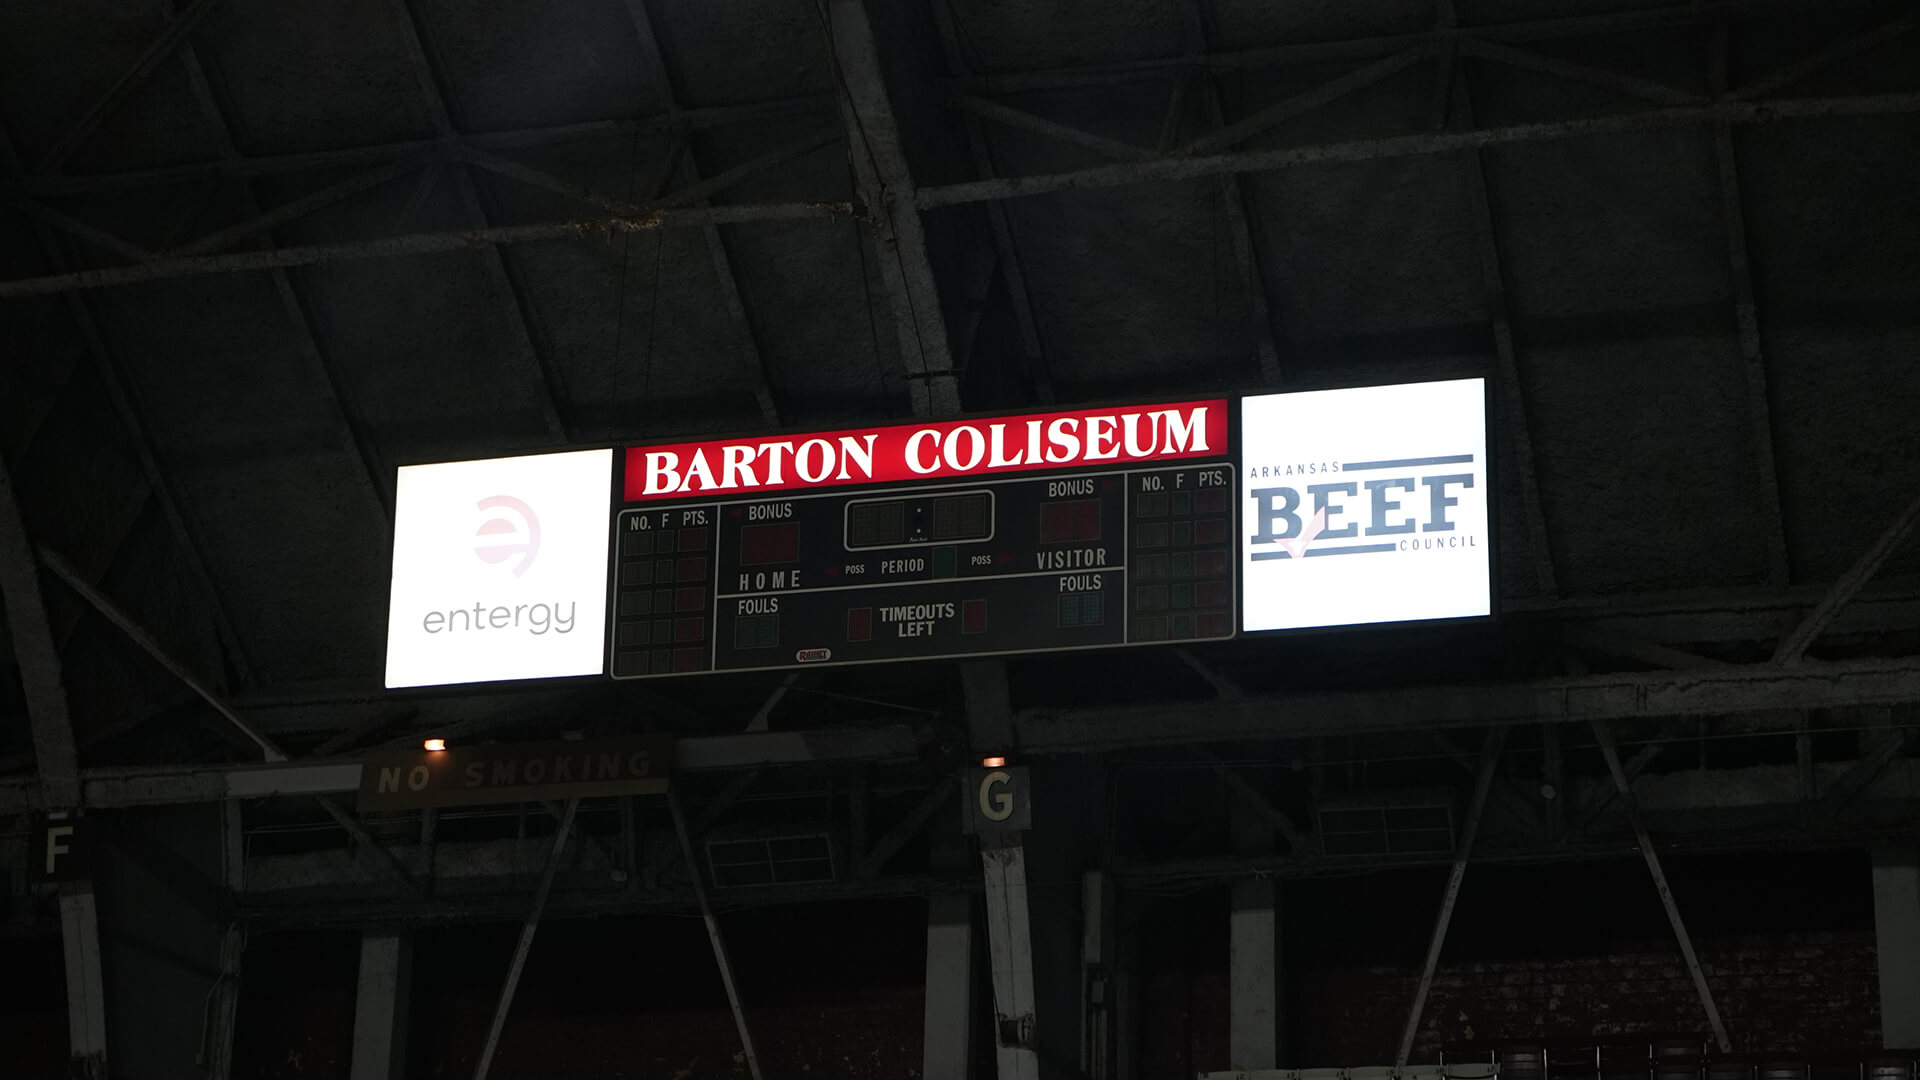 BARTON COLISEUM
entergy
NO. F PTS.
BONUS
HOME
POSS PERIOD POSS
BONUS
VISITOR
NO. F PTS.
FOULS
TIMEOUTS
LEFT
FOULS
ARKANSAS
BEEF
COUNCIL
NO SMOKING
F
G